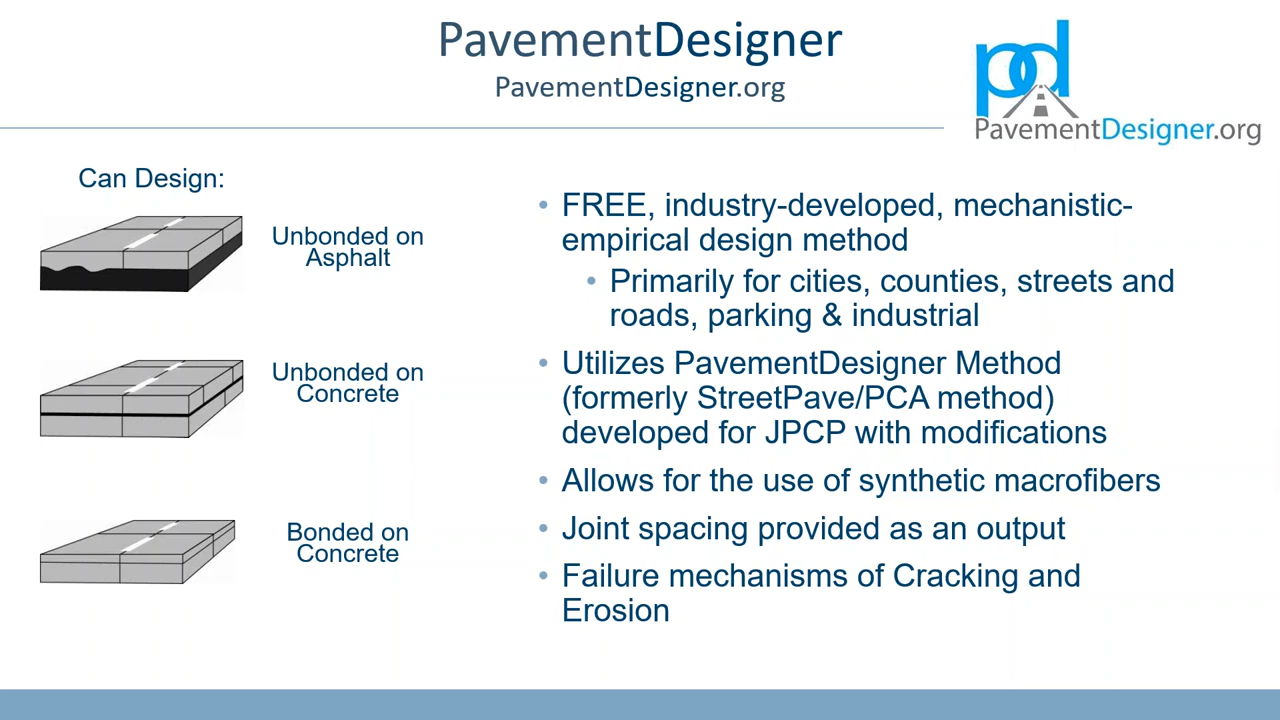 PavementDesigner
PavementDesigner.org
pd
PavementDesigner.org
Can Design:
Unbonded on
Asphalt
Unbonded on
Concrete
Bonded on
Concrete
• FREE, industry-developed, mechanistic-
empirical design method
• Primarily for cities, counties, streets and
roads, parking & industrial
• Utilizes PavementDesigner Method
(formerly StreetPave/PCA method)
developed for JPCP with modifications
• Allows for the use of synthetic macrofibers
• Joint spacing provided as an output
• Failure mechanisms of Cracking and
Erosion